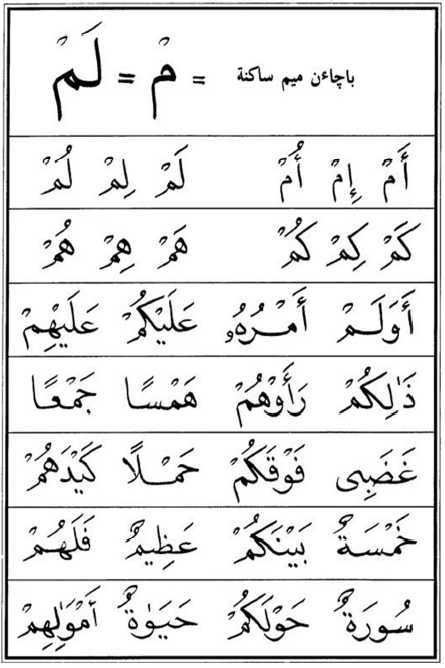 باچاءن ميم ساكنة = مْ = لَمْ
أَمْ إِمْ أُمْ لَمْ لِمْ لُمْ
كَمْ كِمْ كُمْ هَمْ هِمْ هُمْ
أَوَلَمْ أَمْرُهُۥ عَلَيْكُمْ عَلَيْهِمْ
ذَٰلِكُمْ رَأَوْهُمْ هَمْسًا جَمْعًا
غَضَبِى فَوْقَكُمْ حَمْلًا كَيْدَهُمْ
خَمْسَةٌ بَيْنَكُمْ عَظِيمٌ فَلَهُمْ
سُورَةٌ حَوْلَكُمْ حَيَوٰةٌ أَمْوَٰلِهِمْ